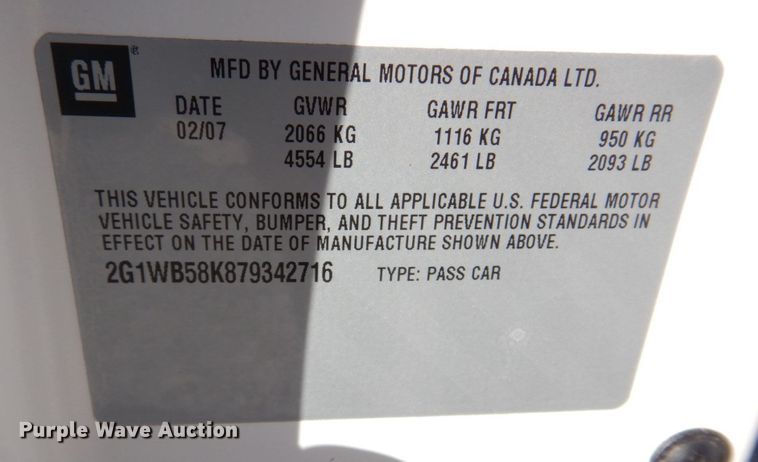 GM
MFD BY GENERAL MOTORS OF CANADA LTD.
DATE GVWR GAWR FRT GAWR RR
02/07 2066 KG 1116 KG 950 KG
4554 LB 2461 LB 2093 LB
THIS VEHICLE CONFORMS TO ALL APPLICABLE U.S. FEDERAL MOTOR
VEHICLE SAFETY, BUMPER, AND THEFT PREVENTION STANDARDS IN
EFFECT ON THE DATE OF MANUFACTURE SHOWN ABOVE.
2G1WB58K879342716 TYPE: PASS CAR
Purple Wave Auction